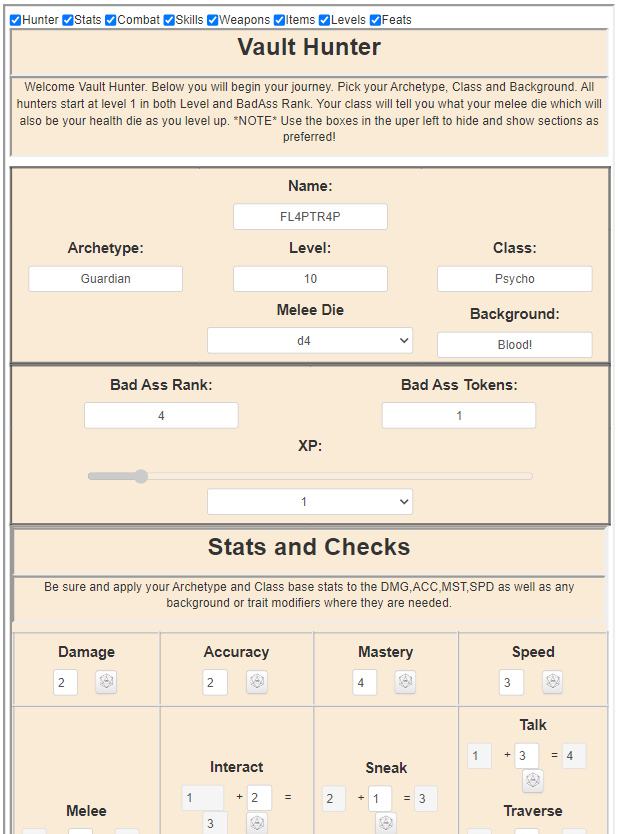 Hunter Stats Combat Skills Weapons Items Levels Feats
Vault Hunter
Welcome Vault Hunter. Below you will begin your journey. Pick your Archetype, Class and Background. All
hunters start at level 1 in both Level and BadAss Rank. Your class will tell you what your melee die which will
also be your health die as you level up. *NOTE* Use the boxes in the uper left to hide and show sections as
preferred!
Name:
FL4PTR4P
Archetype: Level: Class:
Guardian 10 Psycho
Melee Die Background:
d4 Blood!
Bad Ass Rank: Bad Ass Tokens:
4 1
XP:
1
Stats and Checks
Be sure and apply your Archetype and Class base stats to the DMG,ACC,MST,SPD as well as any
background or trait modifiers where they are needed.
Damage Accuracy Mastery Speed
2 2 4 3
Talk
1 + 3 = 4
Interact Sneak
1 + 2 = 2 + 1 = 3
3
Melee Traverse